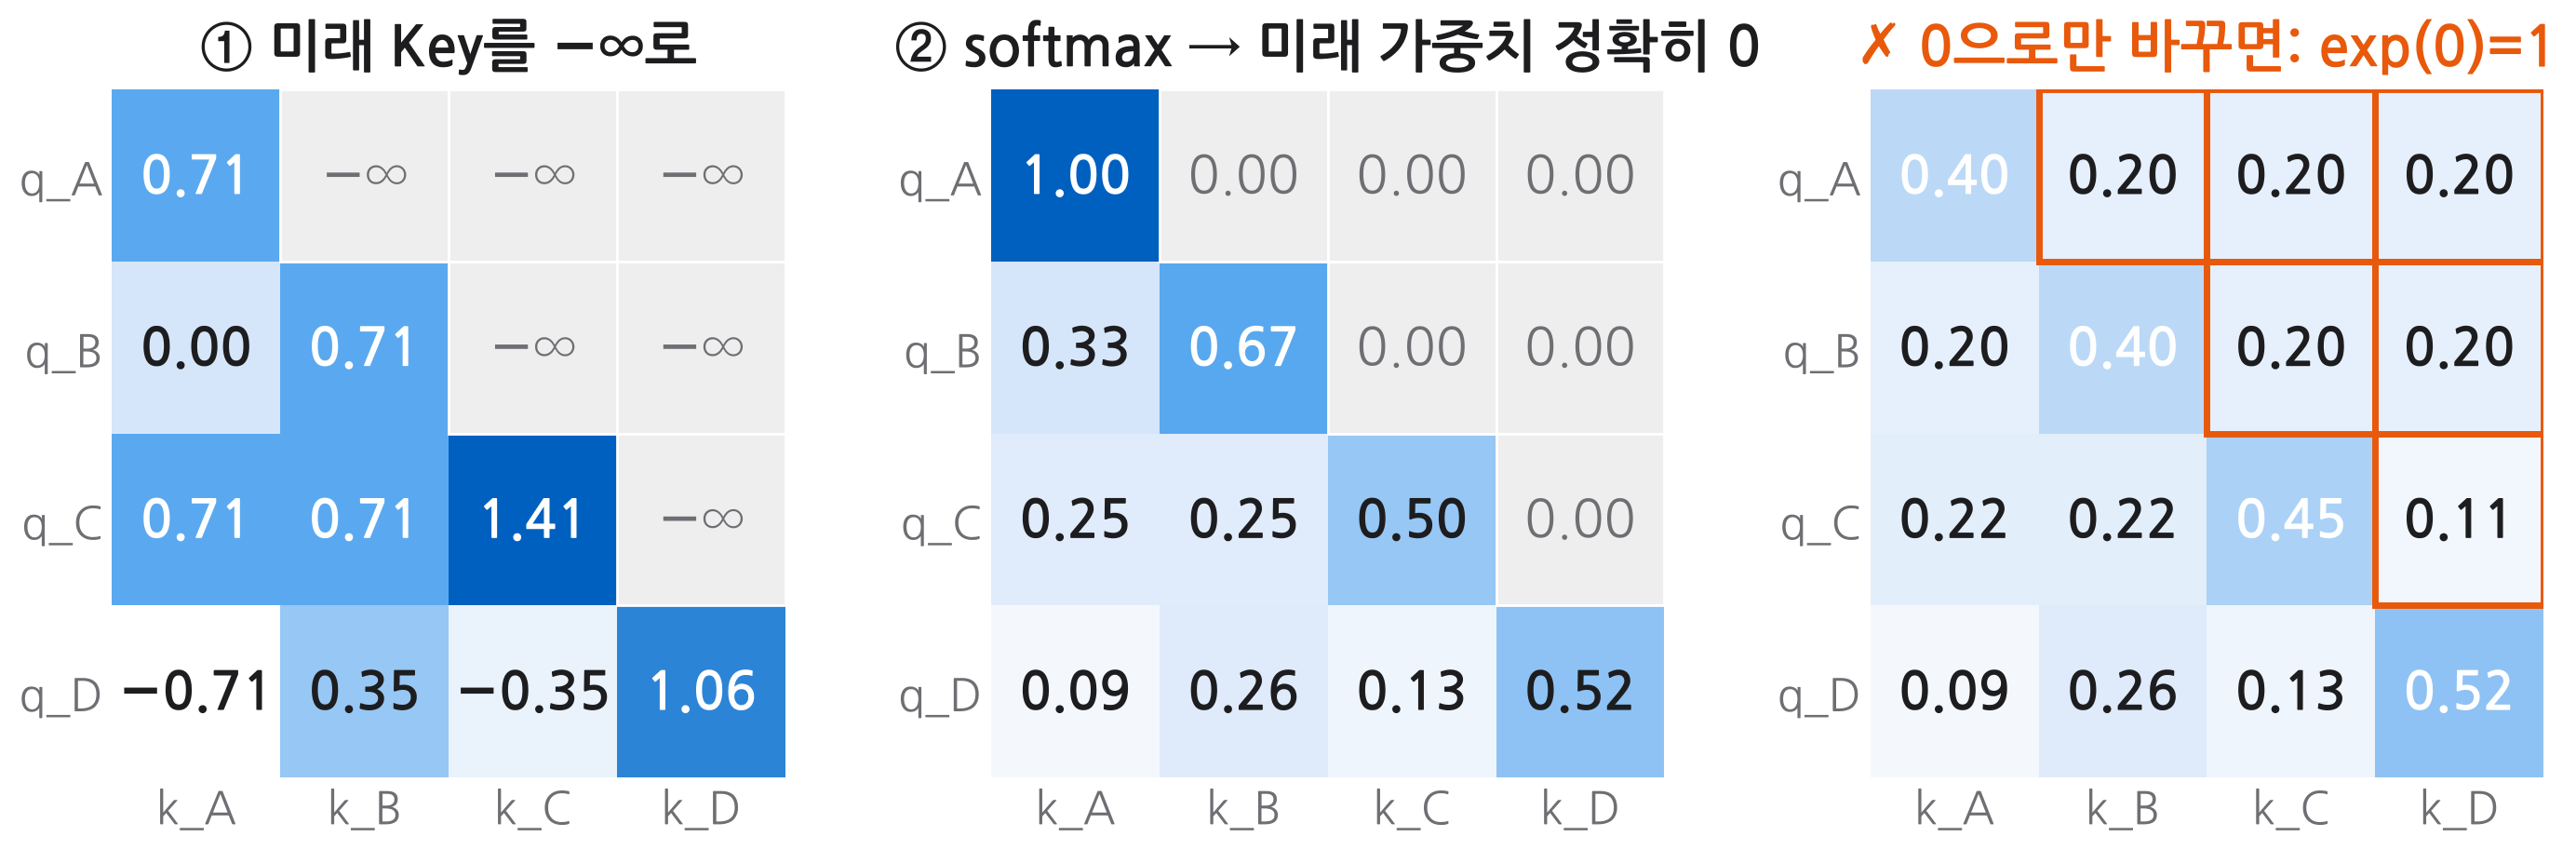 ① 미래 Key를 −∞로
q_A 0.71 −∞ −∞ −∞
q_B 0.00 0.71 −∞ −∞
q_C 0.71 0.71 1.41 −∞
q_D −0.71 0.35 −0.35 1.06
k_A k_B k_C k_D
② softmax → 미래 가중치 정확히 0
q_A 1.00 0.00 0.00 0.00
q_B 0.33 0.67 0.00 0.00
q_C 0.25 0.25 0.50 0.00
q_D 0.09 0.26 0.13 0.52
k_A k_B k_C k_D
✗ 0으로만 바꾸면: exp(0)=1
q_A 0.40 0.20 0.20 0.20
q_B 0.20 0.40 0.20 0.20
q_C 0.22 0.22 0.45 0.11
q_D 0.09 0.26 0.13 0.52
k_A k_B k_C k_D